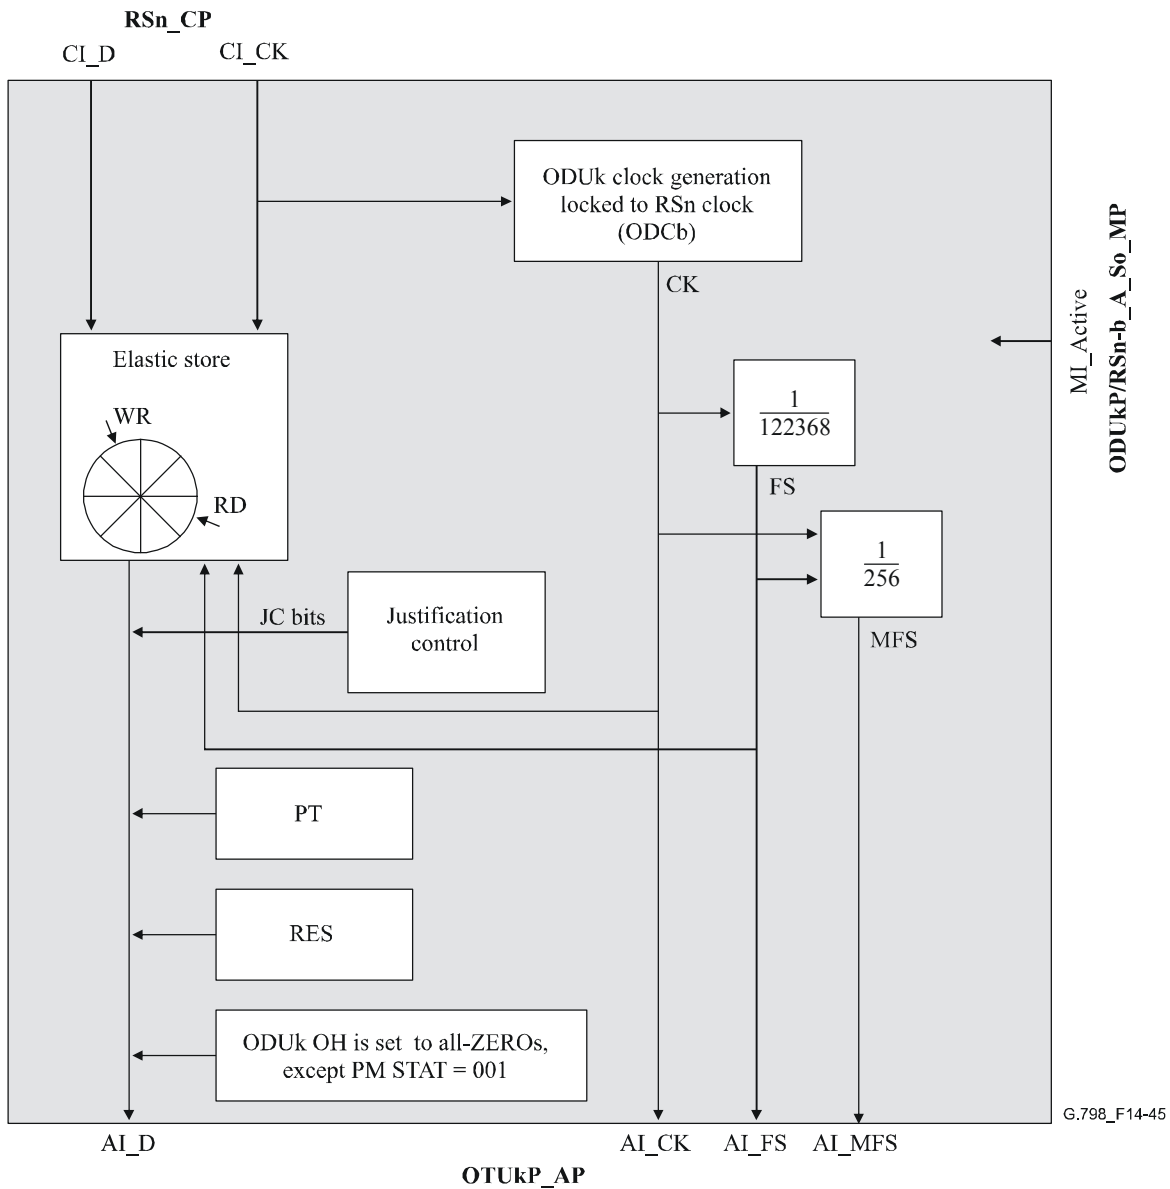 RSn_CP
CI_D
CI_CK
ODUk clock generation
locked to RSn clock
(ODCb)
CK
MI_Active
ODUkP/RSn-b_A_So_MP
Elastic store
WR
RD
1
122368
FS
1
256
MFS
JC bits
Justification
control
PT
RES
ODUk OH is set to all-ZEROs,
except PM STAT = 001
G.798_F14-45
AI_D
AI_CK
AI_FS
AI_MFS
OTUkP_AP